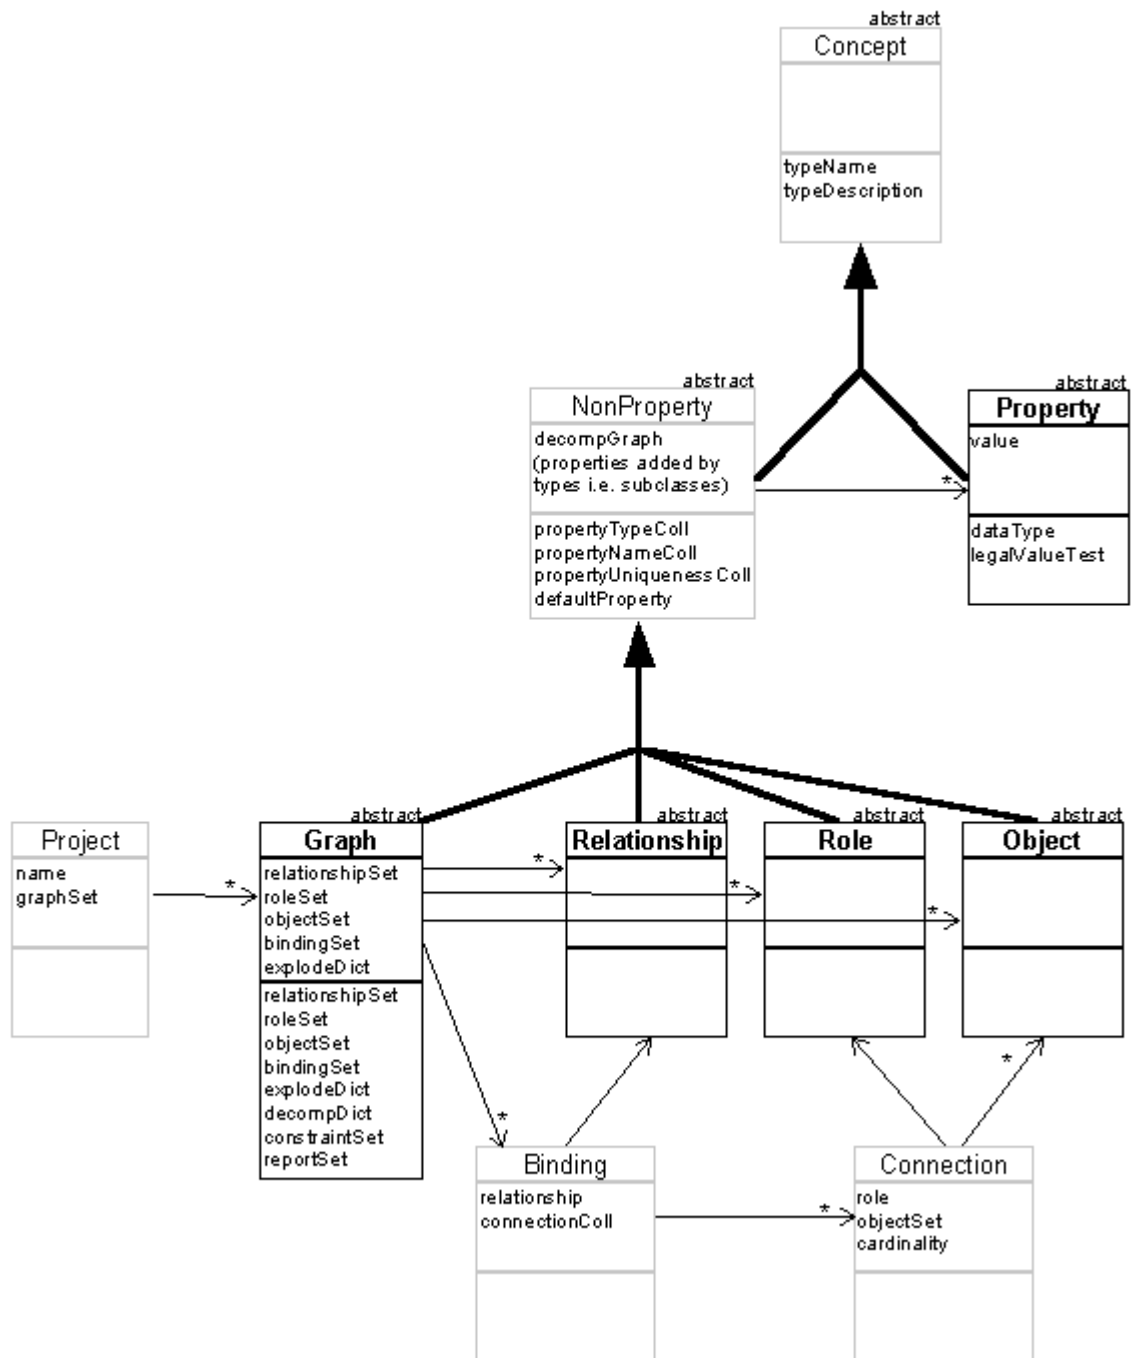 abstract
Concept
typeName
typeDescription
abstract
NonProperty
decompGraph
(properties added by
types i.e. subclasses)
propertyTypeColl
propertyNameColl
propertyUniquenessColl
defaultProperty
*
abstract
Property
value
dataType
legalValueTest
Project
name
graphSet
*
abstract
Graph
relationshipSet
roleSet
objectSet
bindingSet
explodeDict
relationshipSet
roleSet
objectSet
bindingSet
explodeDict
decompDict
constraintSet
reportSet
*
abstract
Relationship
*
abstract
Role
*
abstract
Object
*
Binding
relationship
connectionColl
*
*
Connection
role
objectSet
cardinality